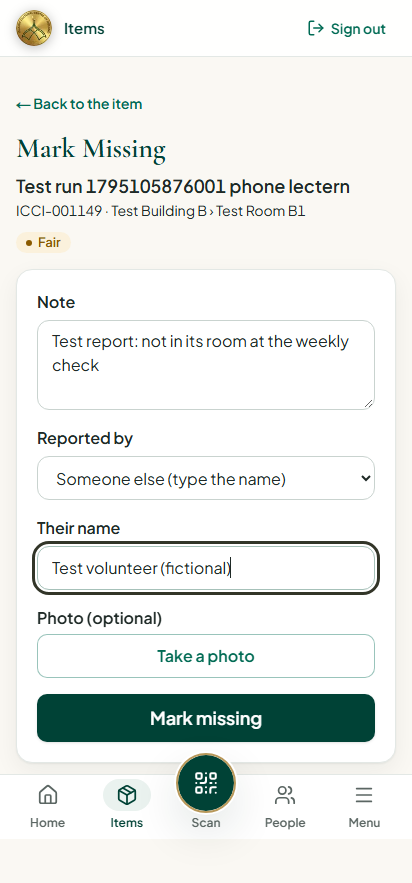 Items
Sign out
← Back to the item
Mark Missing
Test run 1795105876001 phone lectern
ICCI-001149 · Test Building B › Test Room B1
Fair
Note
Test report: not in its room at the weekly
check
Reported by
Someone else (type the name)
Their name
Test volunteer (fictional)
Photo (optional)
Take a photo
Mark missing
Home
Items
Scan
People
Menu